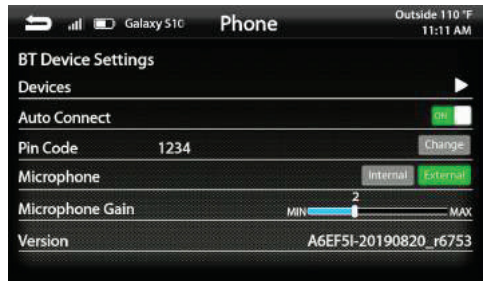 Galaxy S10 Phone Outside 110 °F
11:11 AM
BT Device Settings
Devices
Auto Connect ON
Pin Code 1234 Change
Microphone Internal External
2
Microphone Gain MIN MAX
Version A6EF5I-20190820_r6753